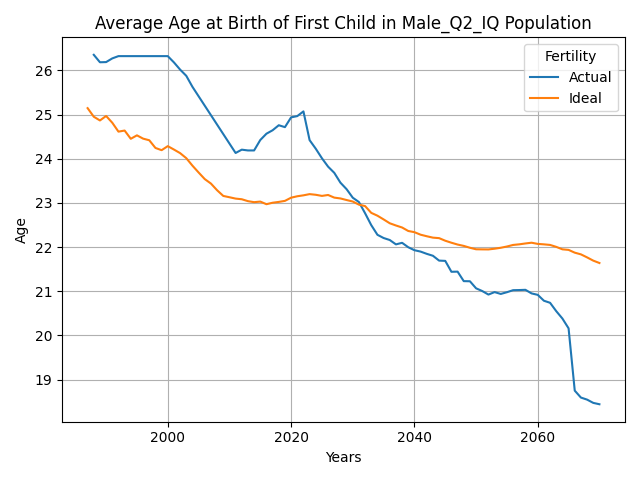 Average Age at Birth of First Child in Male_Q2_IQ Population
Fertility
Actual
Ideal
Age
26
25
24
23
22
21
20
19
2000
2020
2040
2060
Years